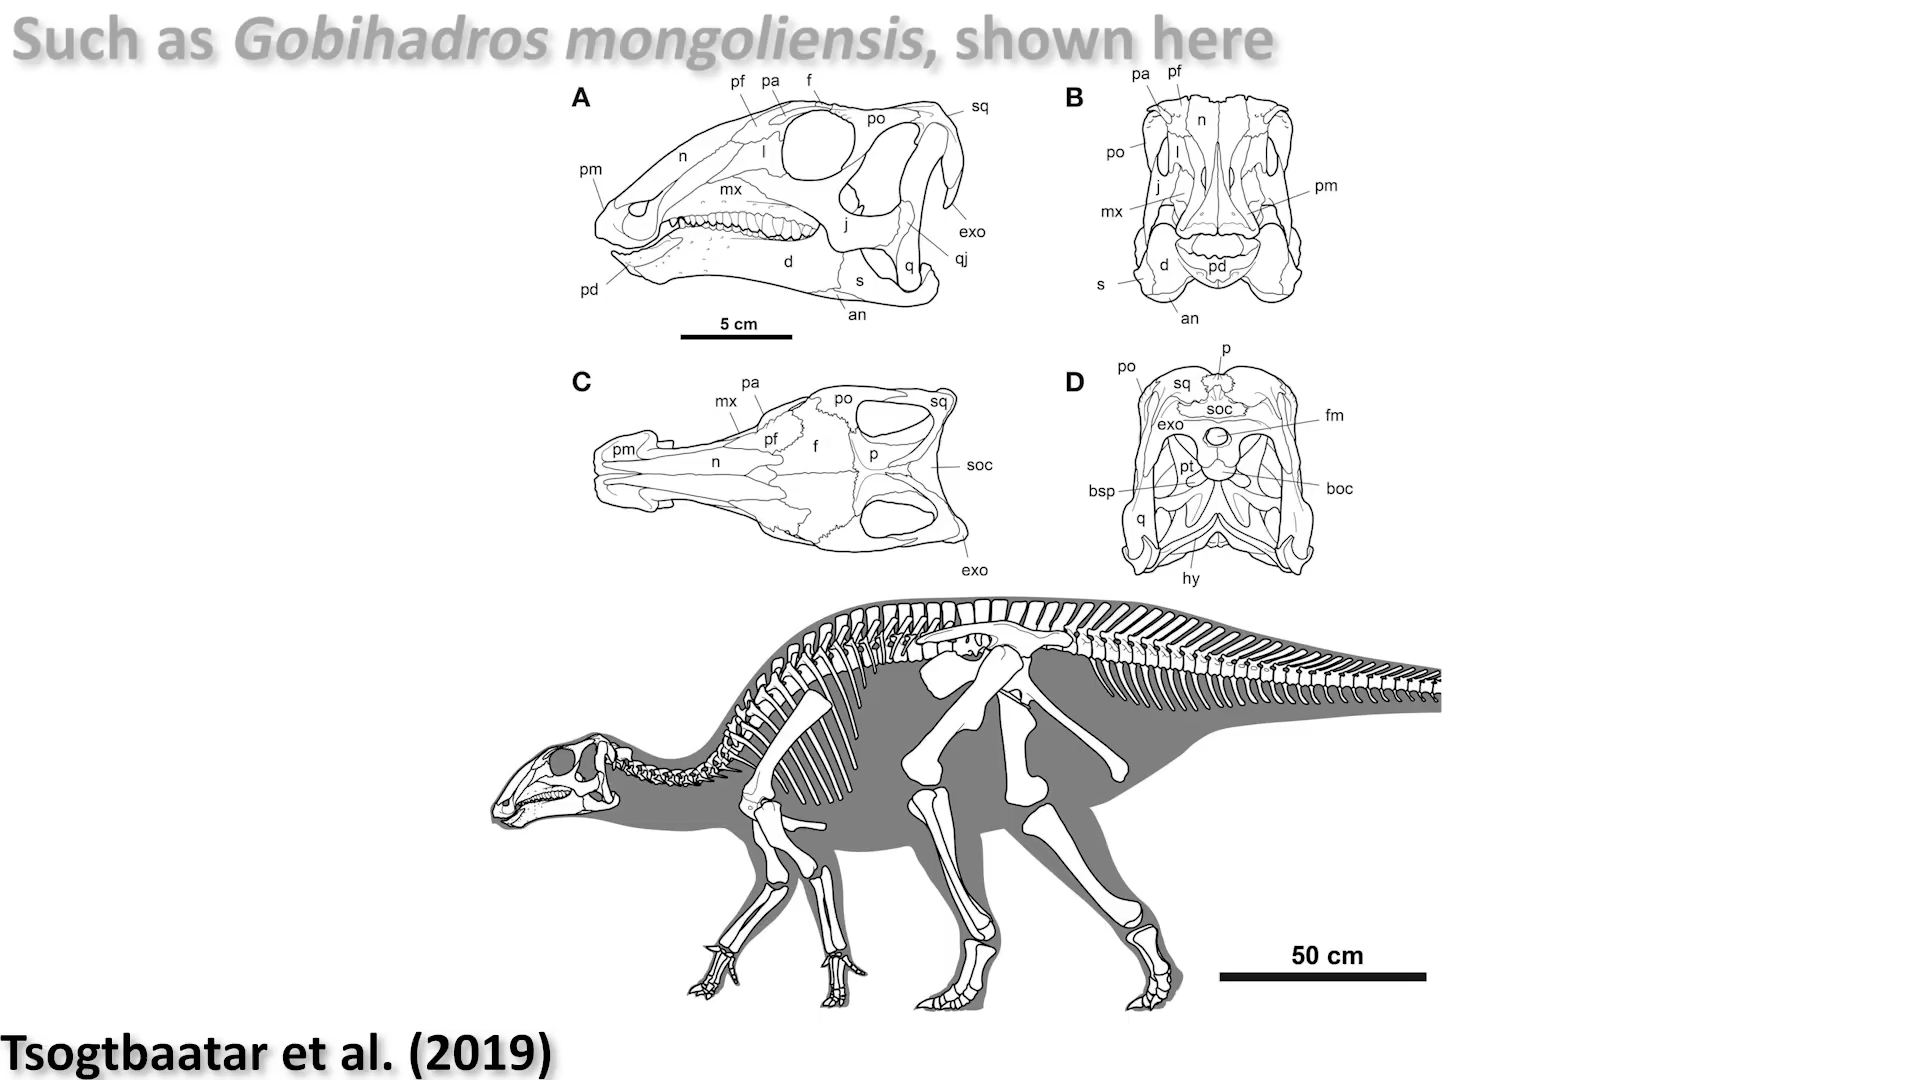 Such as Gobihadros mongoliensis, shown here
A
pf pa f
sq
po
l
n
pm
mx
j
exo
qj
d
q
s
pd
an
5 cm
B
pa pf
n
po
l
j
pm
mx
d
pd
s
an
C
pa
mx
po
sq
pf
f
pm
n
p
soc
exo
D
p
po
sq
soc
fm
exo
pt
bsp
boc
q
hy
50 cm
Tsogtbaatar et al. (2019)